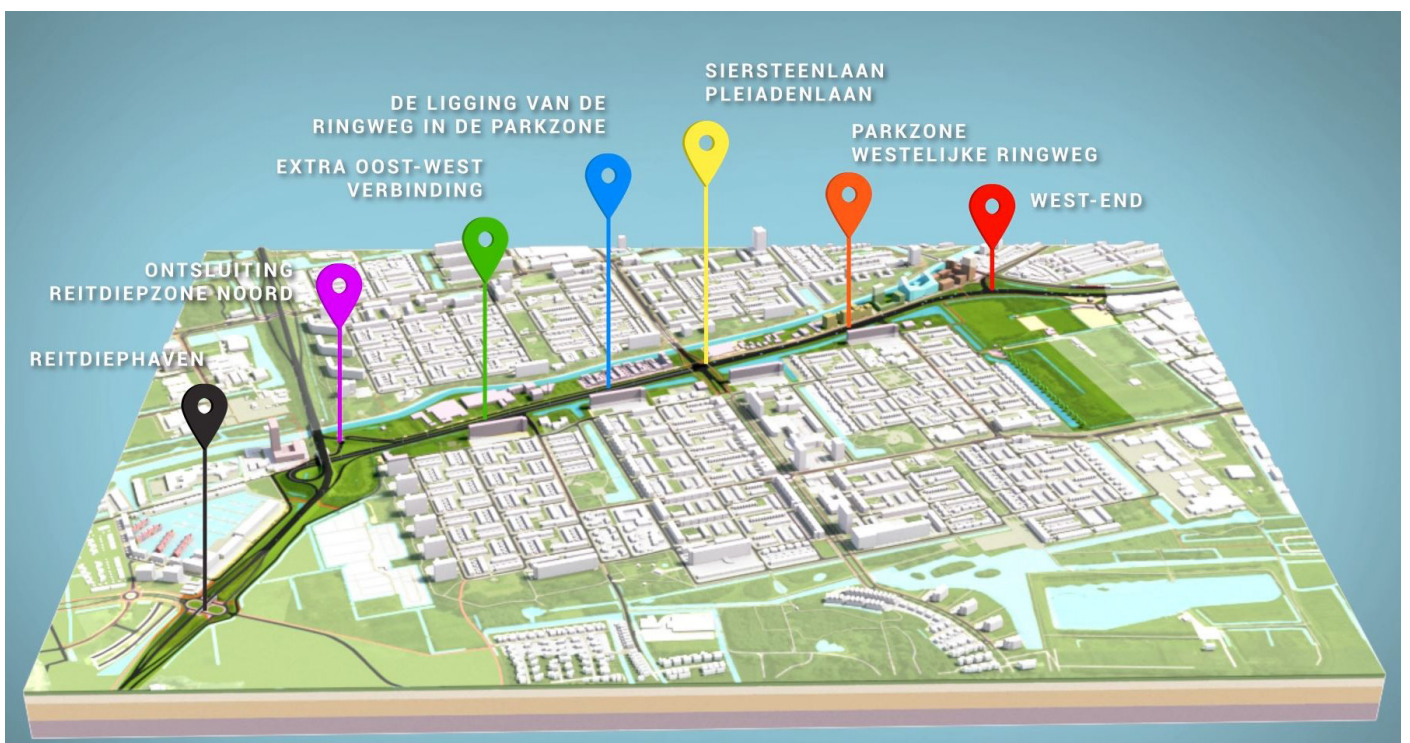 SIERSTEENLAAN
PLEIADENLAAN
DE LIGGING VAN DE
RINGWEG IN DE PARKZONE
PARKZONE
WESTELIJKE RINGWEG
EXTRA OOST-WEST
VERBINDING
WEST-END
ONTSLUITING
REITDIEPZONE NOORD
REITDIEPHAVEN